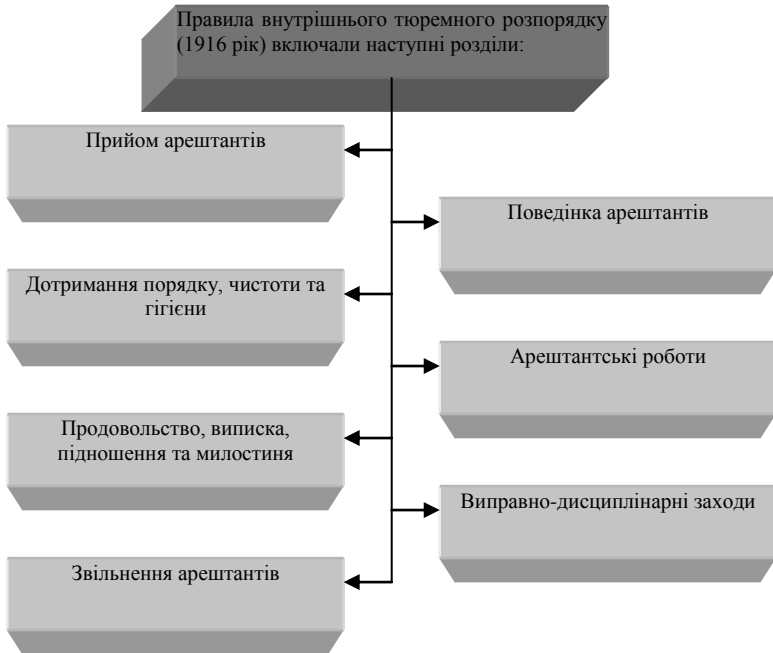 Правила внутрішнього тюремного розпорядку
(1916 рік) включали наступні розділи:
Прийом арештантів
Поведінка арештантів
Дотримання порядку, чистоти та
гігієни
Арештантські роботи
Продовольство, виписка,
підношення та милостиня
Виправно-дисциплінарні заходи
Звільнення арештантів